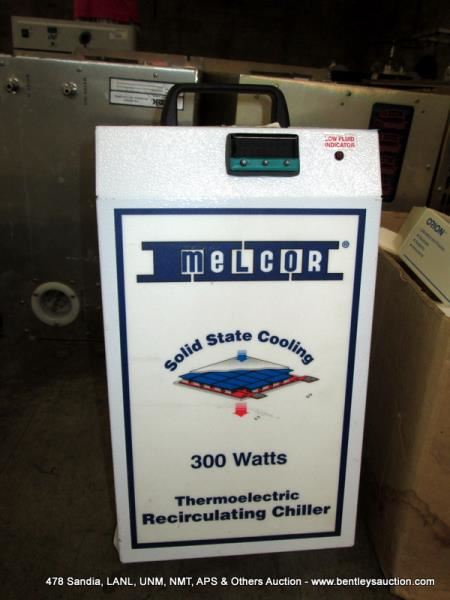 LOW FLUID
INDICATOR
MELCOR®
Solid State Cooling
300 Watts
Thermoelectric
Recirculating Chiller
ORION
478 Sandia, LANL, UNM, NMT, APS & Others Auction - www.bentleysauction.com